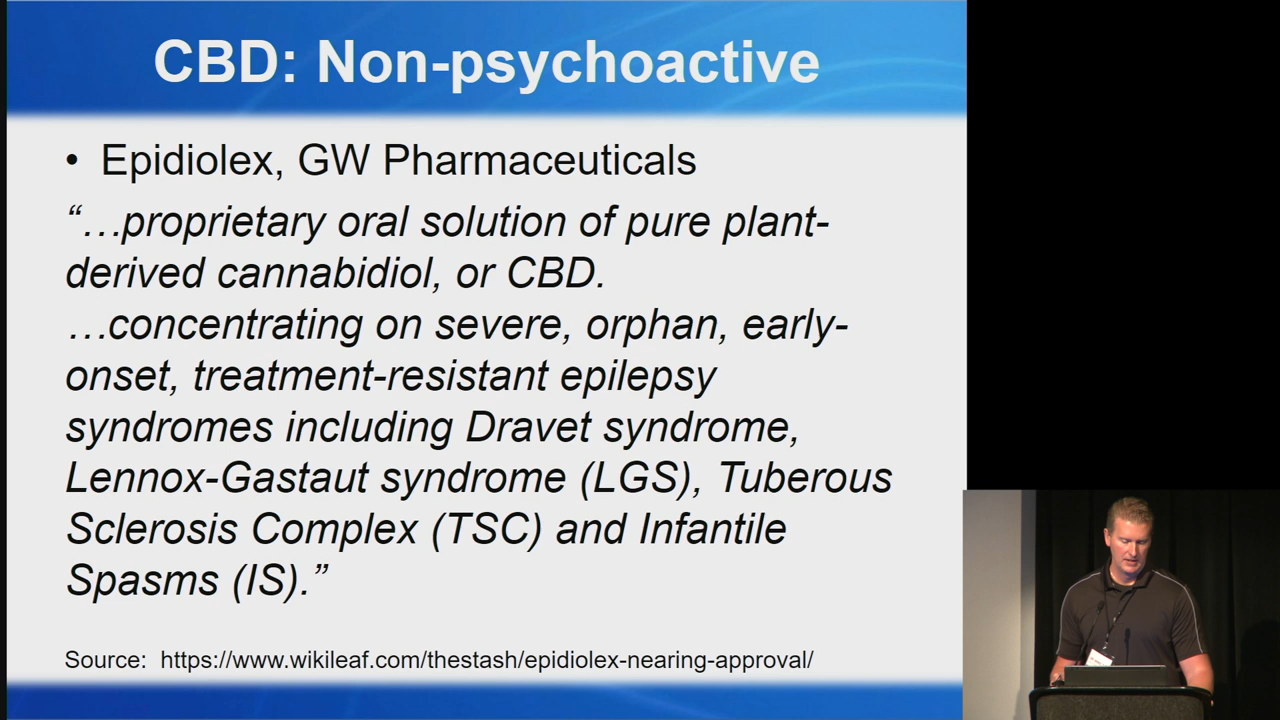 CBD: Non-psychoactive
• Epidiolex, GW Pharmaceuticals
“…proprietary oral solution of pure plant-
derived cannabidiol, or CBD.
…concentrating on severe, orphan, early-
onset, treatment-resistant epilepsy
syndromes including Dravet syndrome,
Lennox-Gastaut syndrome (LGS), Tuberous
Sclerosis Complex (TSC) and Infantile
Spasms (IS).”
Source: https://www.wikileaf.com/thestash/epidiolex-nearing-approval/